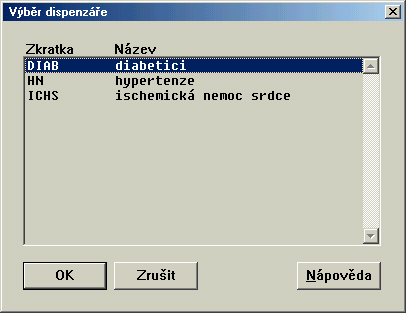 Výběr dispenzáře
Zkratka Název
DIAB diabetici
HN hypertenze
ICHS ischemická nemoc srdce
OK Zrušit Nápověda